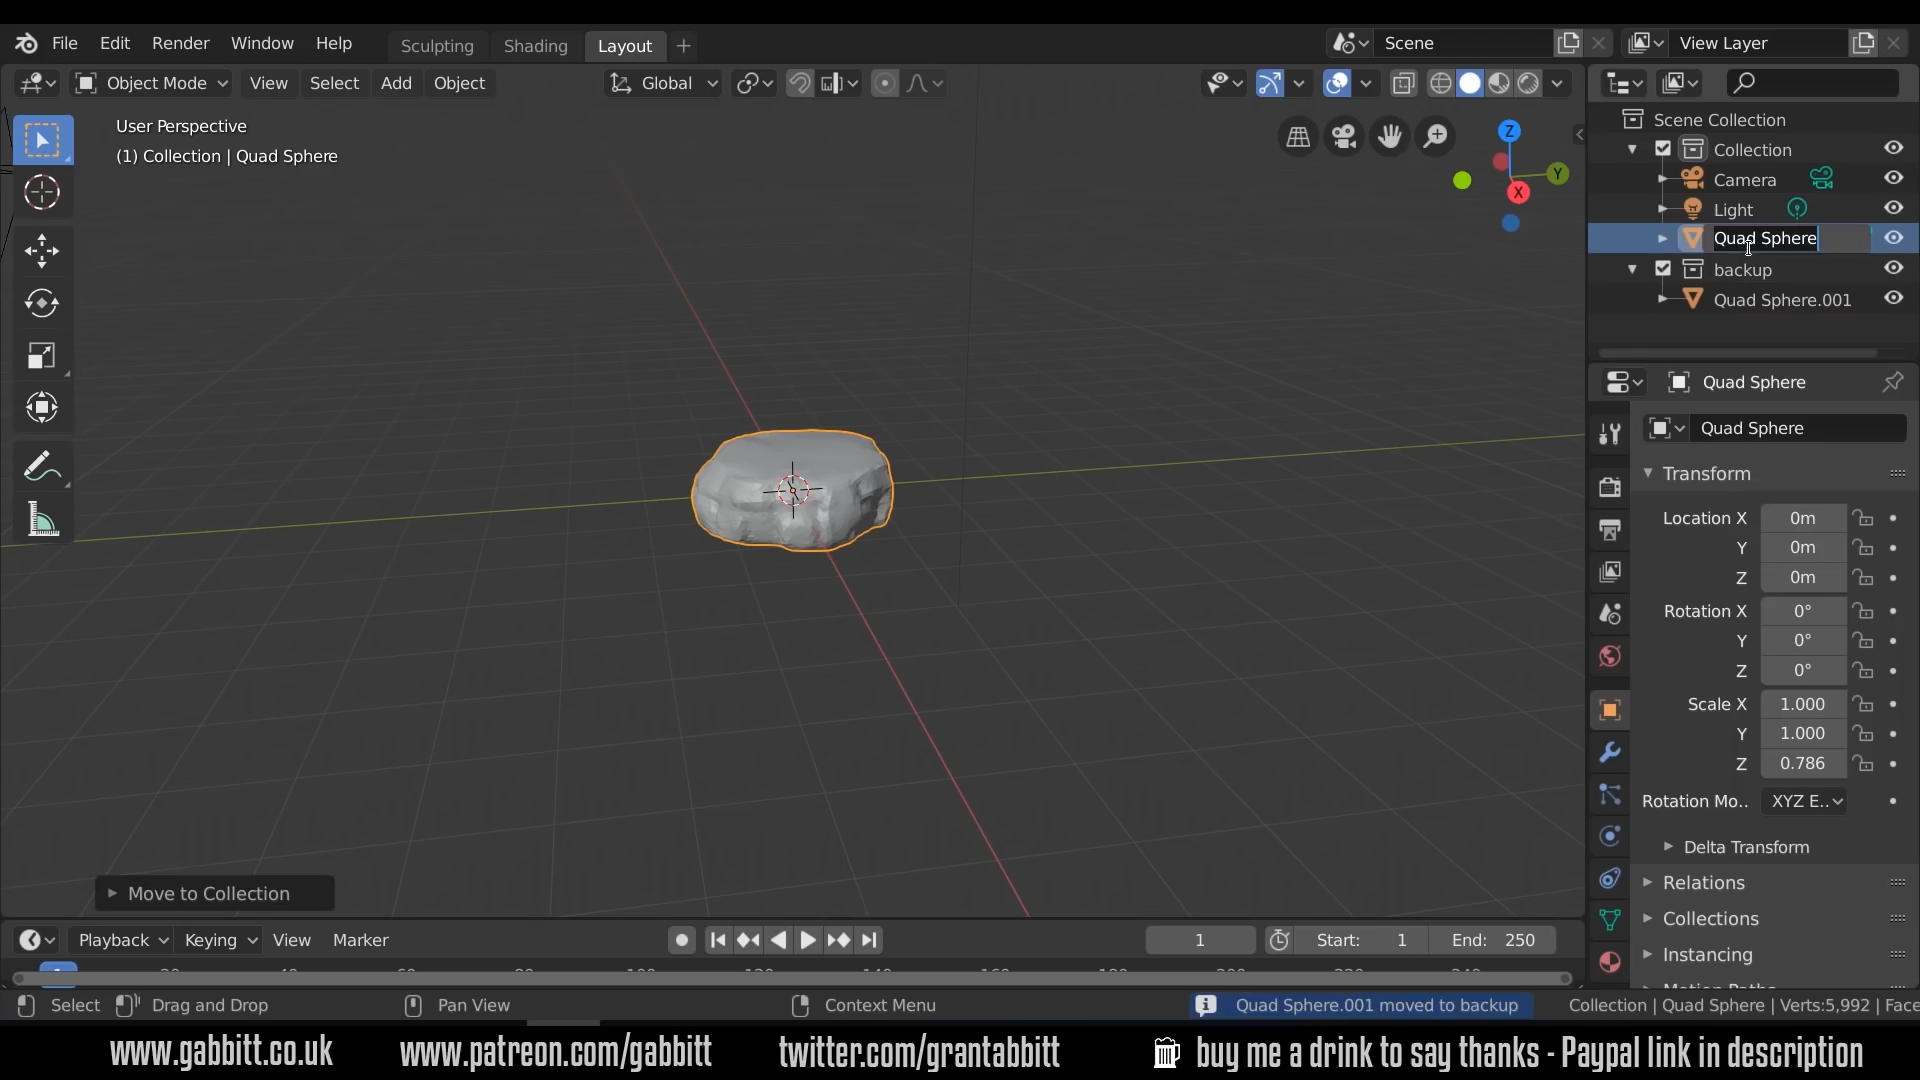 File Edit Render Window Help Sculpting Shading Layout Scene View Layer
Object Mode View Select Add Object Global
User Perspective
(1) Collection | Quad Sphere
Z
Y
X
Scene Collection
Collection
Camera
Light
Quad Sphere
backup
Quad Sphere.001
Quad Sphere
Quad Sphere
Transform
Location X 0m
Y 0m
Z 0m
Rotation X 0°
Y 0°
Z 0°
Scale X 1.000
Y 1.000
Z 0.786
Rotation Mo.. XYZ E..
Delta Transform
Relations
Collections
Instancing
Move to Collection
Playback Keying View Marker 1 Start: 1 End: 250
Select Drag and Drop Pan View Context Menu Quad Sphere.001 moved to backup Collection | Quad Sphere | Verts:5,992 | Face
www.gabbitt.co.uk www.patreon.com/gabbitt twitter.com/grantabbitt buy me a drink to say thanks - Paypal link in description